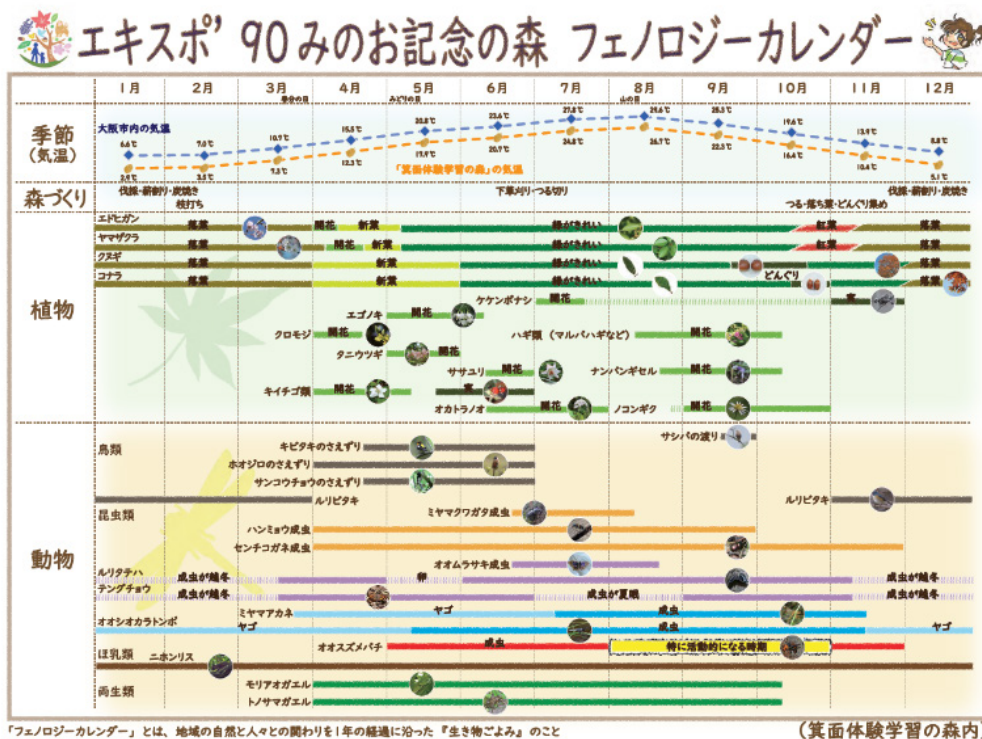 エキスポ’90みのお記念の森 フェノロジーカレンダー
1月 2月 3月 4月 5月 6月 7月 8月 9月 10月 11月 12月
春分の日 みどりの日 山の日
季節
(気温)
大阪市内の気温
6.6℃ 7.0℃ 10.7℃ 15.5℃ 20.8℃ 23.6℃ 27.8℃ 29.6℃ 25.3℃ 19.6℃ 13.9℃ 8.8℃
「箕面体験学習の森」の気温
2.9℃ 3.5℃ 7.3℃ 12.3℃ 17.9℃ 20.7℃ 24.8℃ 26.7℃ 22.3℃ 16.4℃ 10.4℃ 5.1℃
森づくり
伐採・薪割り・炭焼き 下草刈り・つる切り 伐採・薪割り・炭焼き
枝打ち つる・落ち葉・どんぐり集め
植物
エドヒガン 落葉 開花 新葉 緑がきれい 紅葉 落葉
ヤマザクラ 落葉 開花 新葉 緑がきれい 紅葉 落葉
クヌギ 落葉 新葉 緑がきれい 落葉
どんぐり
コナラ 落葉 新葉 緑がきれい 落葉
ケケンポナシ 開花 実
エゴノキ 開花
クロモジ 開花 ハギ類(マルバハギなど) 開花
タニウツギ 開花
ササユリ 開花 ナンバンギセル 開花
キイチゴ類 開花 実
オカトラノオ 開花 ノコンギク 開花
動物
鳥類
キビタキのさえずり サシバの渡り
ホオジロのさえずり
サンコウチョウのさえずり
ルリビタキ ルリビタキ
昆虫類
ミヤマクワガタ成虫
ハンミョウ成虫
センチコガネ成虫
オオムラサキ成虫
ルリタテハ 成虫が越冬 卵 成虫が越冬
テングチョウ 成虫が越冬 成虫が夏眠 成虫が越冬
ミヤマアカネ ヤゴ 成虫
オオシオカラトンボ ヤゴ 成虫 ヤゴ
オオスズメバチ 成虫 特に活動的になる時期
ほ乳類
ニホンリス
両生類
モリアオガエル
トノサマガエル
「フェノロジーカレンダー」とは、地域の自然と人々との関わりを1年の経過に沿った『生き物ごよみ』のこと
(箕面体験学習の森内)